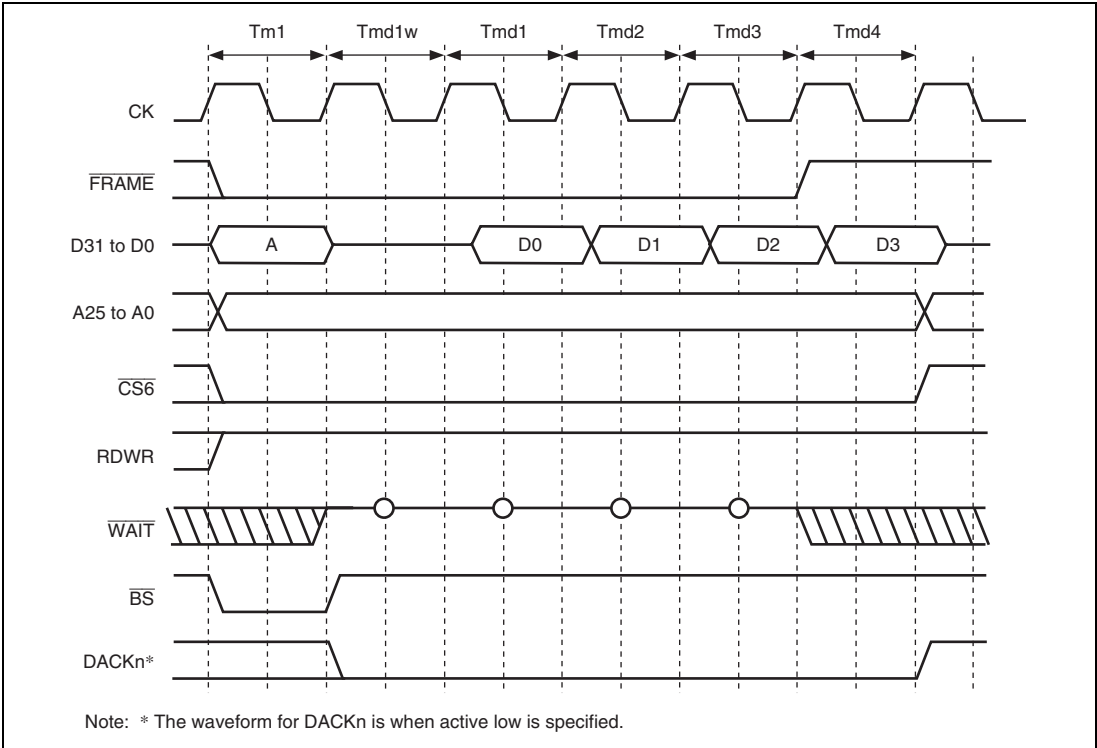 Tm1 Tmd1w Tmd1 Tmd2 Tmd3 Tmd4
CK
FRAME
D31 to D0 A D0 D1 D2 D3
A25 to A0
CS6
RDWR
WAIT
BS
DACKn*
Note: * The waveform for DACKn is when active low is specified.